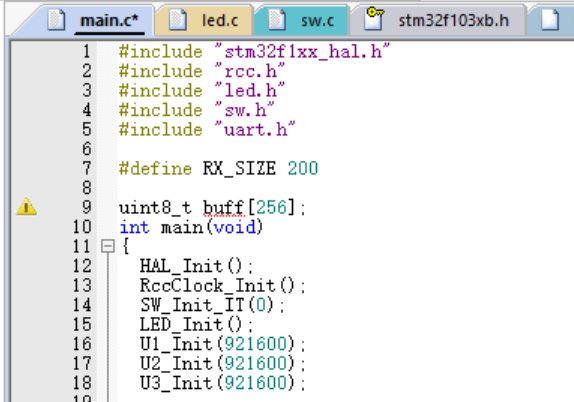 main.c* led.c sw.c stm32f103xb.h
1 #include "stm32f1xx_hal.h"
2 #include "rcc.h"
3 #include "led.h"
4 #include "sw.h"
5 #include "uart.h"
6
7 #define RX_SIZE 200
8
9 uint8_t buff[256];
10 int main(void)
11 {
12 HAL_Init();
13 RccClock_Init();
14 SW_Init_IT(0);
15 LED_Init();
16 U1_Init(921600);
17 U2_Init(921600);
18 U3_Init(921600);
19